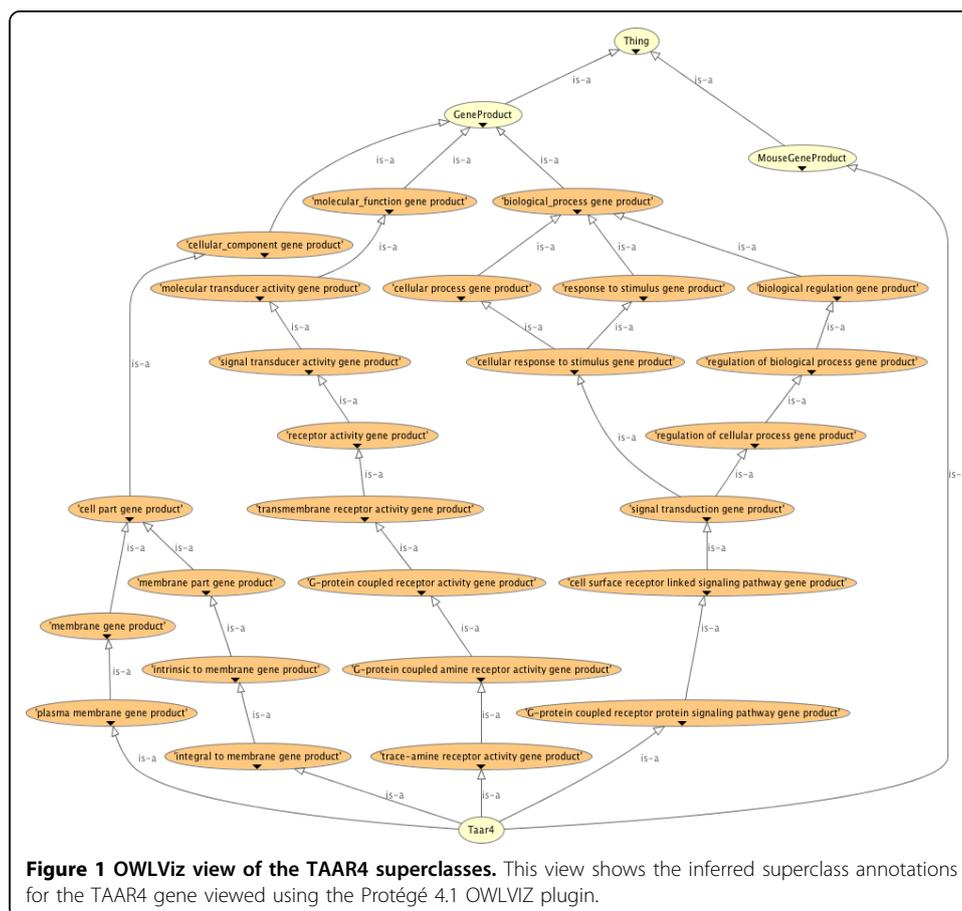 Thing
is-a
is-a
GeneProduct
MouseGeneProduct
is-a
is-a
is-a
'molecular_function gene product'
'biological_process gene product'
'cellular_component gene product'
is-a
is-a
is-a
is-a
'molecular transducer activity gene product'
'cellular process gene product'
'response to stimulus gene product'
'biological regulation gene product'
is-a
is-a
is-a
is-a
'signal transducer activity gene product'
'cellular response to stimulus gene product'
'regulation of biological process gene product'
is-a
is-a
is-a
'receptor activity gene product'
'regulation of cellular process gene product'
is-a
is-a
is-a
is-
'cell part gene product'
'transmembrane receptor activity gene product'
'signal transduction gene product'
is-a
is-a
is-a
is-a
'membrane part gene product'
'G-protein coupled receptor activity gene product'
'cell surface receptor linked signaling pathway gene product'
'membrane gene product'
is-a
is-a
is-a
is-a
'intrinsic to membrane gene product'
'G-protein coupled amine receptor activity gene product'
'plasma membrane gene product'
is-a
is-a
'G-protein coupled receptor protein signaling pathway gene product'
is-a
'integral to membrane gene product'
'trace-amine receptor activity gene product'
is-a
is-a
is-a
Taar4
Figure 1 OWLViz view of the TAAR4 superclasses. This view shows the inferred superclass annotations
for the TAAR4 gene viewed using the Protégé 4.1 OWLVIZ plugin.